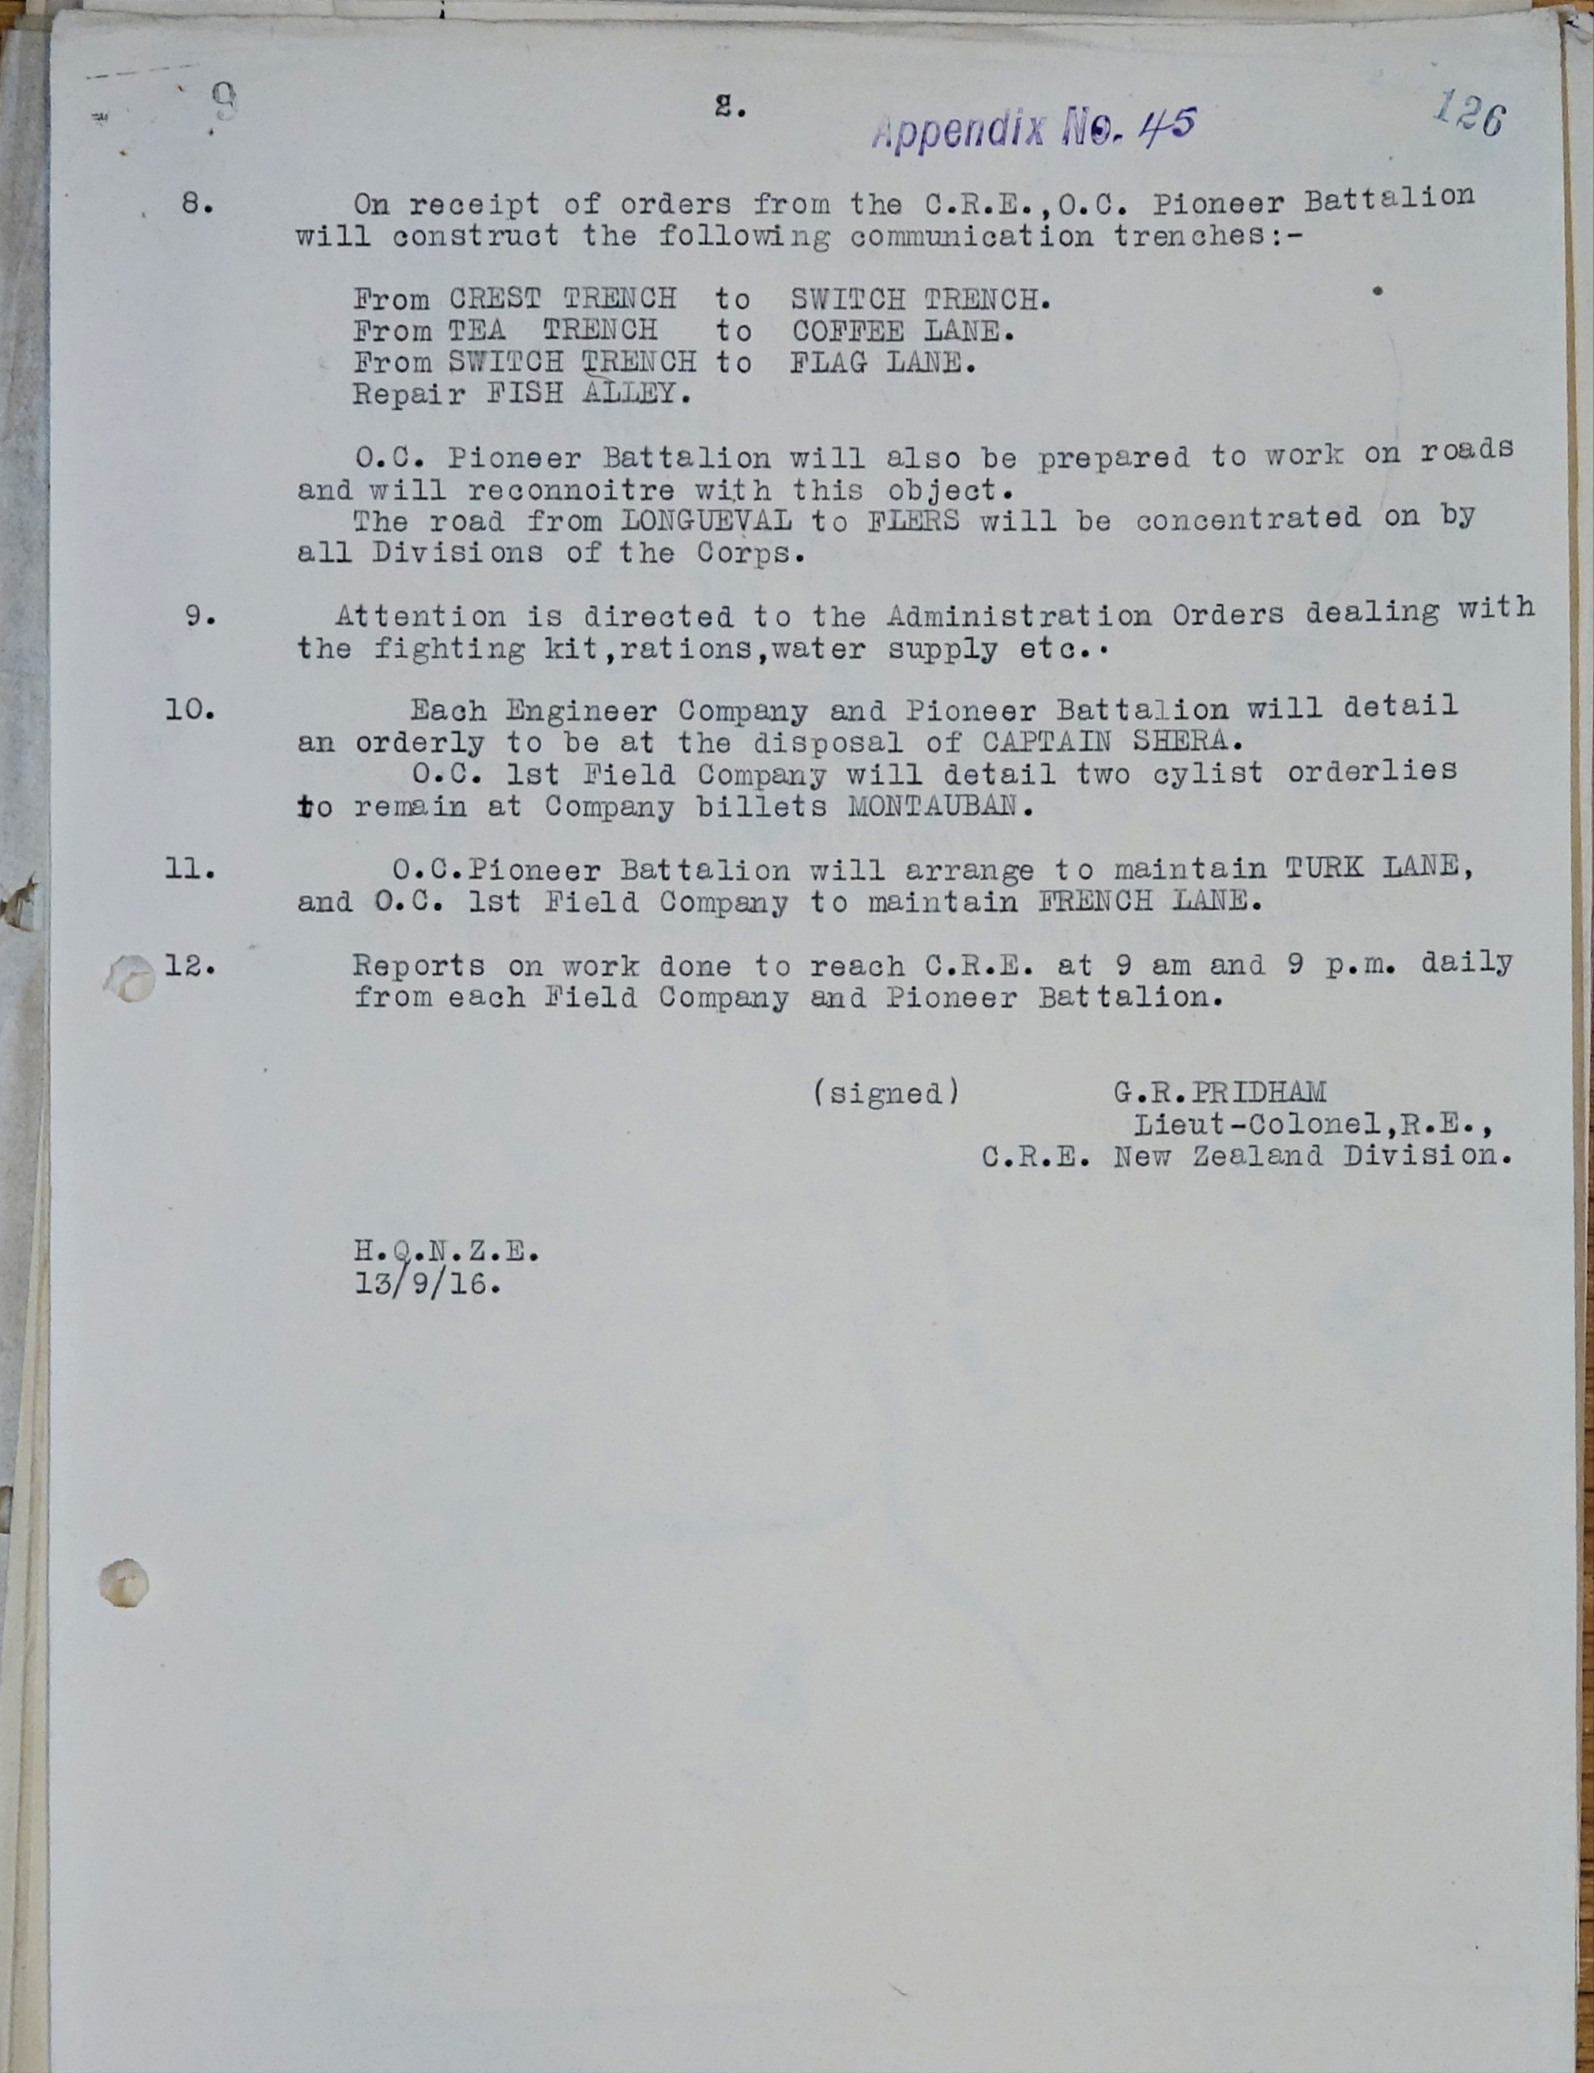 9
2.
Appendix No. 45
126
8. On receipt of orders from the C.R.E.,O.C. Pioneer Battalion
will construct the following communication trenches:-
From CREST TRENCH to SWITCH TRENCH.
From TEA TRENCH to COFFEE LANE.
From SWITCH TRENCH to FLAG LANE.
Repair FISH ALLEY.
O.C. Pioneer Battalion will also be prepared to work on roads
and will reconnoitre with this object.
The road from LONGUEVAL to FLERS will be concentrated on by
all Divisions of the Corps.
9. Attention is directed to the Administration Orders dealing with
the fighting kit,rations,water supply etc..
10. Each Engineer Company and Pioneer Battalion will detail
an orderly to be at the disposal of CAPTAIN SHERA.
O.C. 1st Field Company will detail two cylist orderlies
to remain at Company billets MONTAUBAN.
11. O.C.Pioneer Battalion will arrange to maintain TURK LANE,
and O.C. 1st Field Company to maintain FRENCH LANE.
12. Reports on work done to reach C.R.E. at 9 am and 9 p.m. daily
from each Field Company and Pioneer Battalion.
(signed) G.R.PRIDHAM
Lieut-Colonel,R.E.,
C.R.E. New Zealand Division.
H.Q.N.Z.E.
13/9/16.